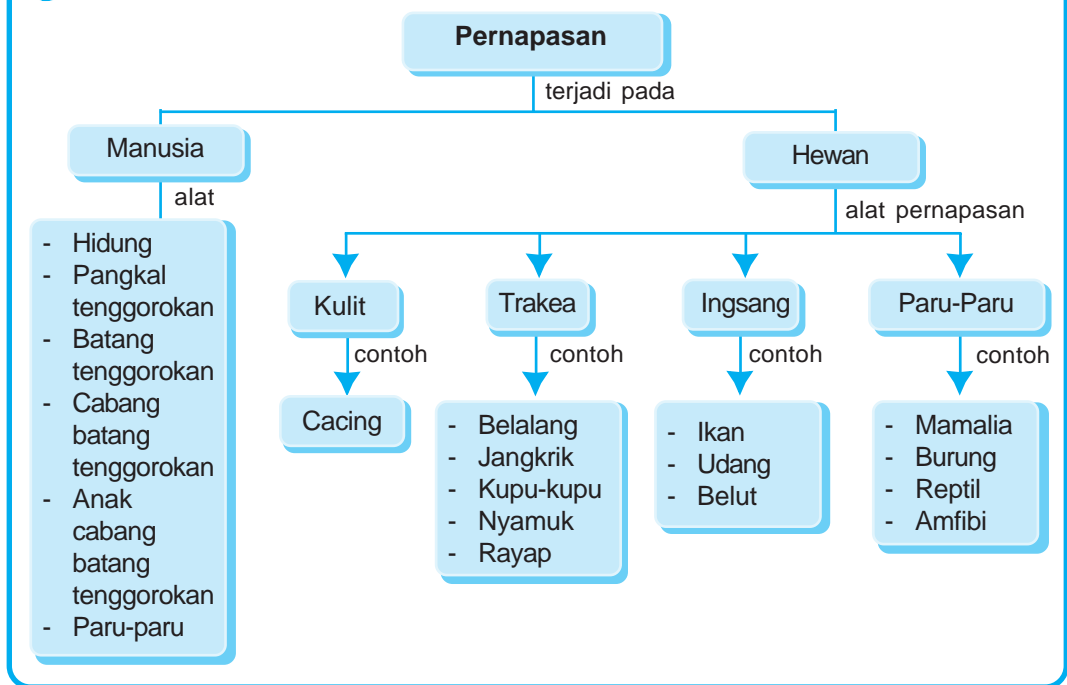 Pernapasan
terjadi pada
Manusia
Hewan
alat
alat pernapasan
- Hidung
- Pangkal
tenggorokan
- Batang
tenggorokan
- Cabang
batang
tenggorokan
- Anak
cabang
batang
tenggorokan
- Paru-paru
Kulit
Trakea
Ingsang
Paru-Paru
contoh
contoh
contoh
contoh
Cacing
- Belalang
- Jangkrik
- Kupu-kupu
- Nyamuk
- Rayap
- Ikan
- Udang
- Belut
- Mamalia
- Burung
- Reptil
- Amfibi